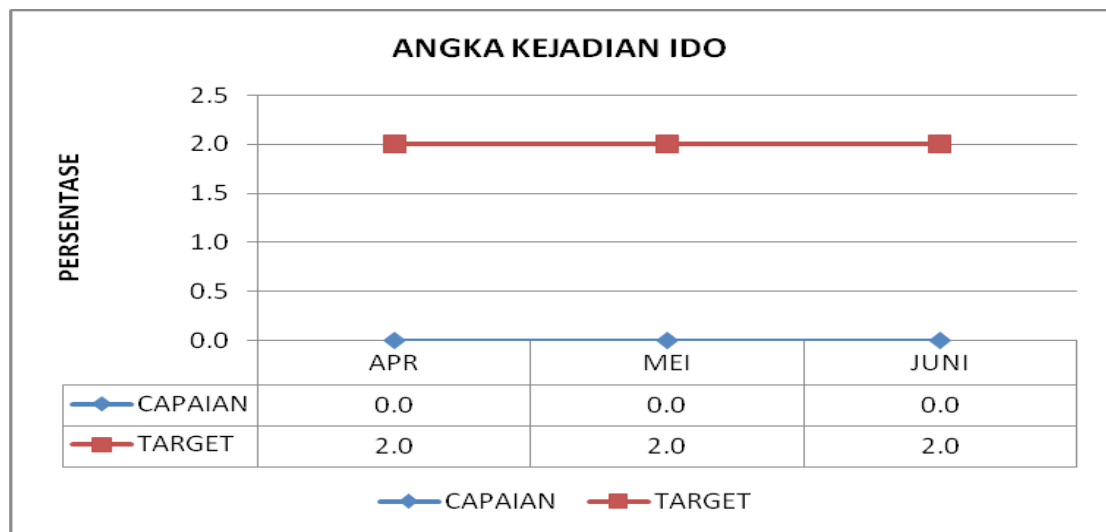 ANGKA KEJADIAN IDO
PERSENTASE
2.5
2.0
1.5
1.0
0.5
0.0
APR MEI JUNI
CAPAIAN 0.0 0.0 0.0
TARGET 2.0 2.0 2.0
CAPAIAN TARGET